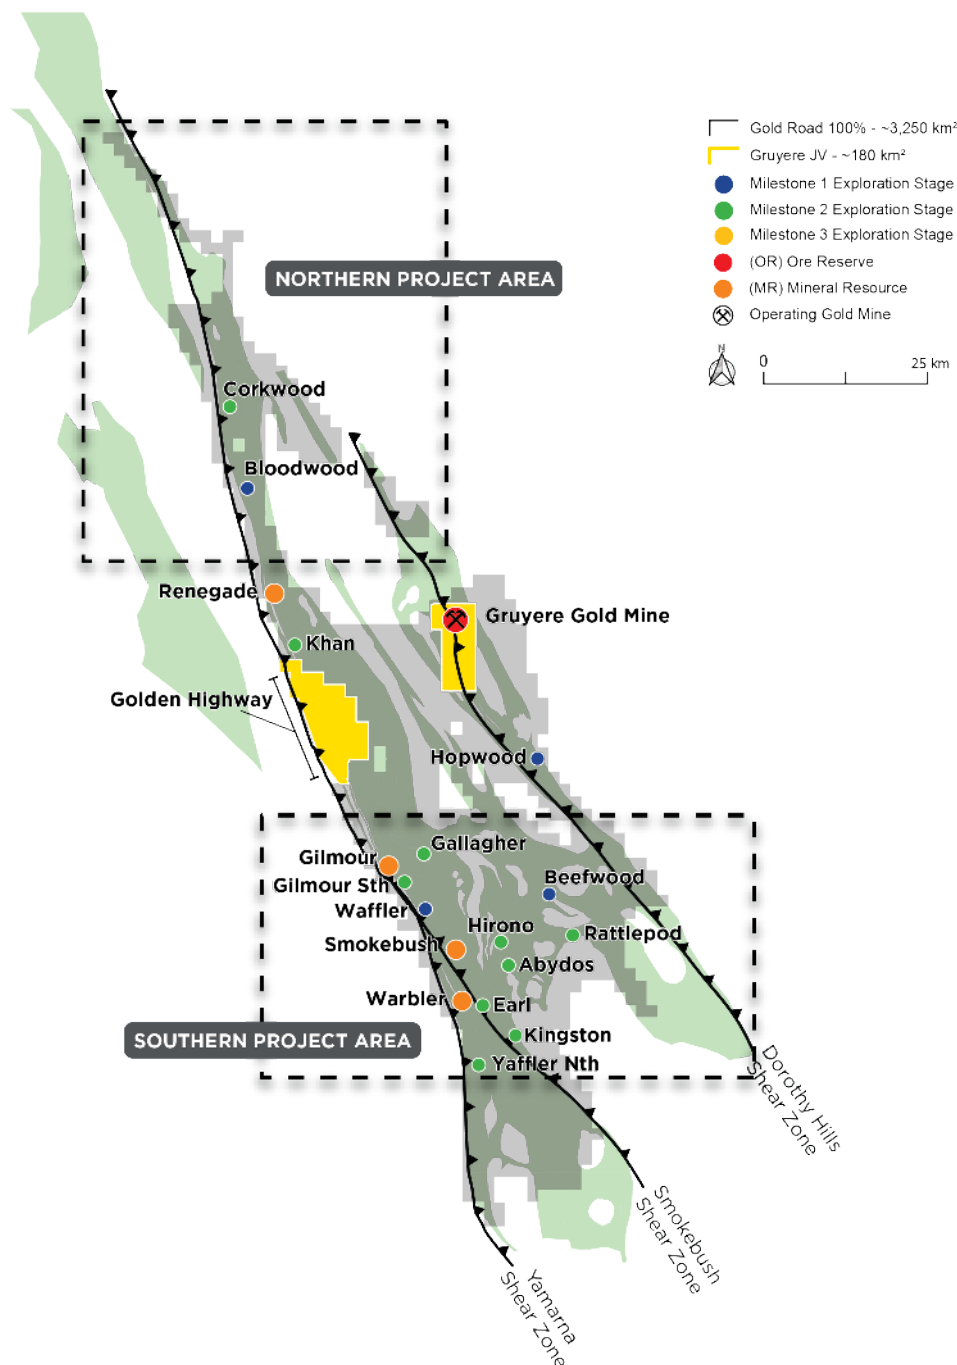 Gold Road 100% - ~3,250 km²
Gruyere JV - ~180 km²
Milestone 1 Exploration Stage
Milestone 2 Exploration Stage
Milestone 3 Exploration Stage
(OR) Ore Reserve
(MR) Mineral Resource
Operating Gold Mine
N
0
25 km
NORTHERN PROJECT AREA
Corkwood
Bloodwood
Renegade
Gruyere Gold Mine
Khan
Golden Highway
Hopwood
Gallagher
Gilmour
Gilmour Sth
Beefwood
Waffler
Hirono
Rattlepod
Smokebush
Abydos
Warbler
Earl
SOUTHERN PROJECT AREA
Kingston
Yaffler Nth
Dorothy Hills
Shear Zone
Smokebush
Shear Zone
Yamarna
Shear Zone